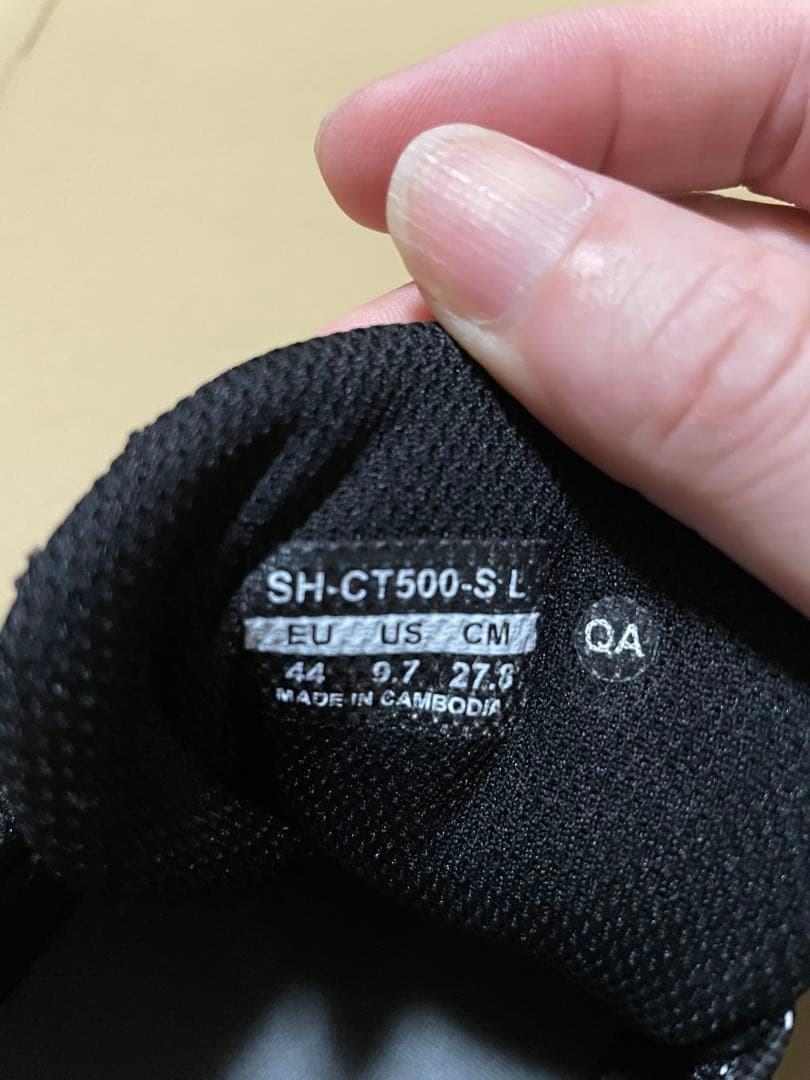 SH-CT500-S L
EU US CM
44 9.7 27.8
MADE IN CAMBODIA
QA